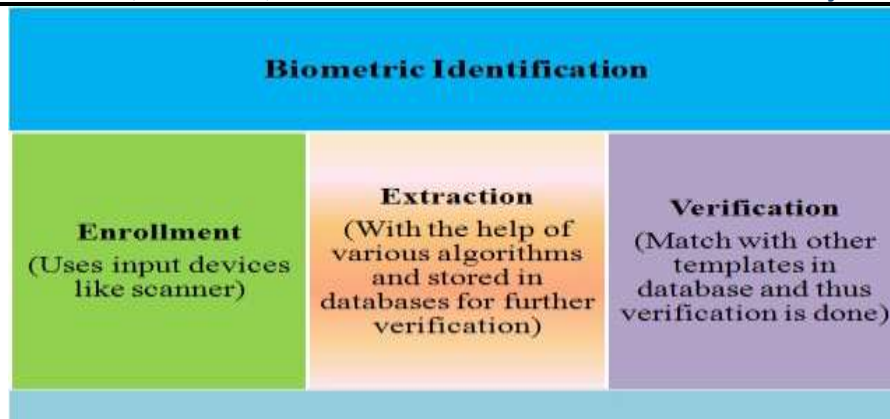 Biometric Identification
Enrollment
(Uses input devices
like scanner)
Extraction
(With the help of
various algorithms
and stored in
databases for further
verification)
Verification
(Match with other
templates in
database and thus
verification is done)